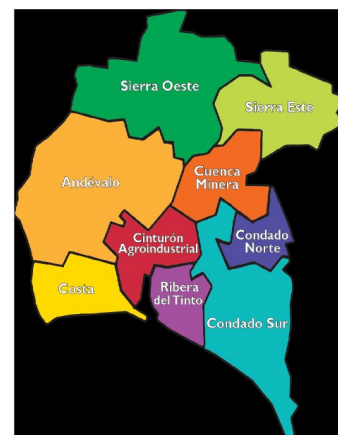 Sierra Oeste
Sierra Este
Andévalo
Cuenca
Minera
Cinturón
Agroindustrial
Condado
Norte
Costa
Ribera
del Tinto
Condado Sur